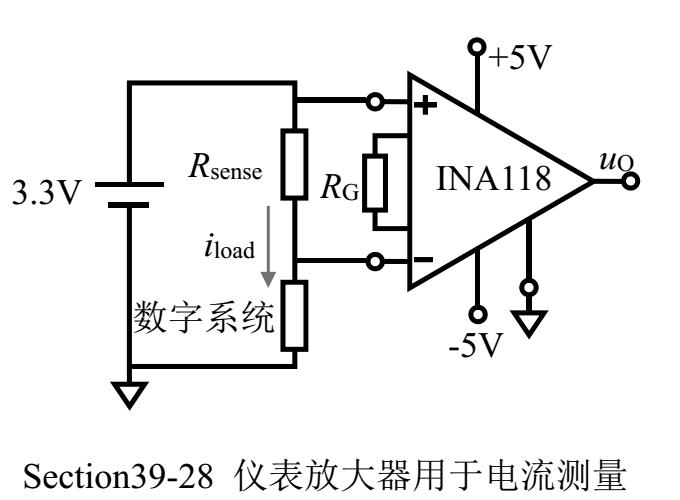 +5V
3.3V
Rsense
RG
INA118
uO
iload
数字系统
-5V
Section39-28 仪表放大器用于电流测量